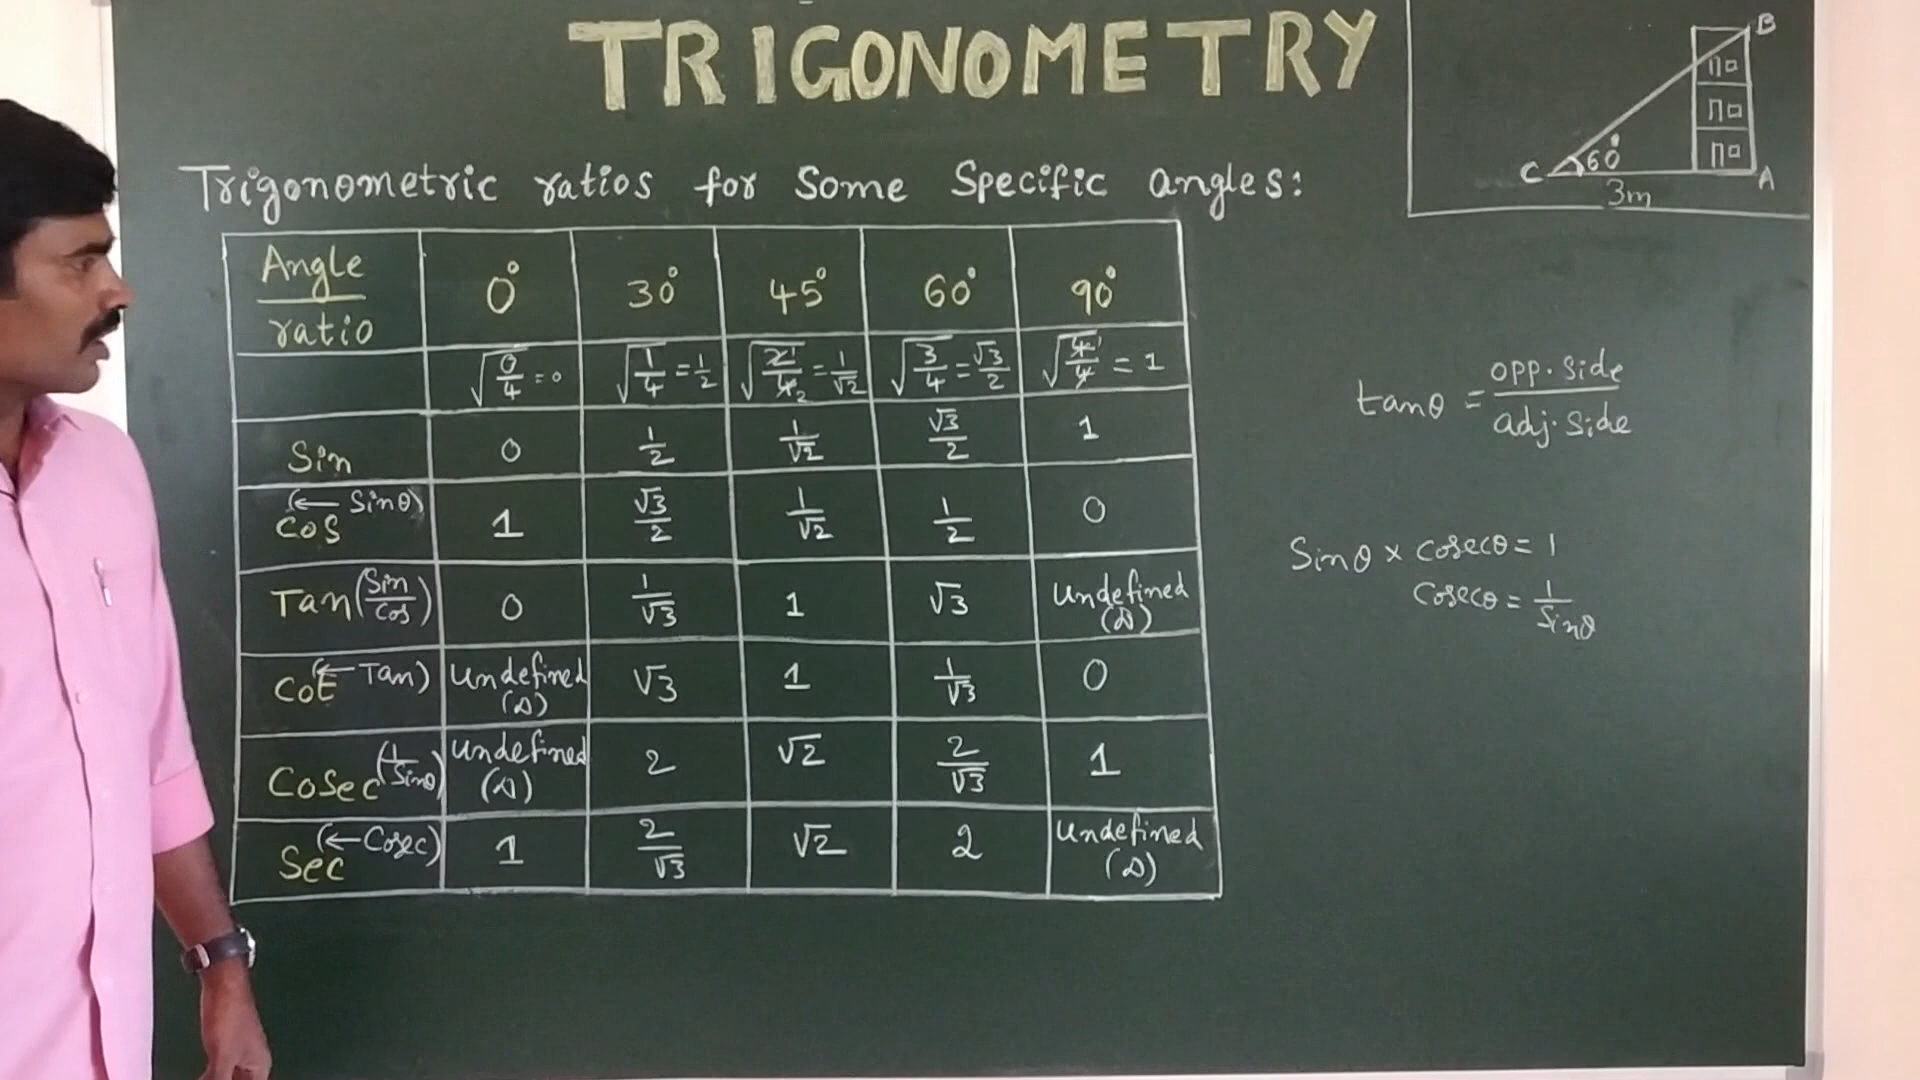 TRIGONOMETRY
B
60°
C
A
3m
Trigonometric ratios for Some Specific angles:
Angle/ratio 0° 30° 45° 60° 90°
√(0/4) = 0 √(1/4) = 1/2 √(2/4) 1 2 = 1/√2 √(3/4) = √3/2 √(4/4) 1 = 1
Sin 0 1/2 1/√2 √3/2 1
Cos (← Sinθ) 1 √3/2 1/√2 1/2 0
Tan (Sin/Cos) 0 1/√3 1 √3 undefined
Cot (← Tan) undefined √3 1 1/√3 0
Cosec (1/Sinθ) undefined 2 √2 2/√3 1
Sec (← Cosec) 1 2/√3 √2 2 undefined
tanθ = opp. Side / adj. Side
Sinθ × Cosecθ = 1
Cosecθ = 1/Sinθ